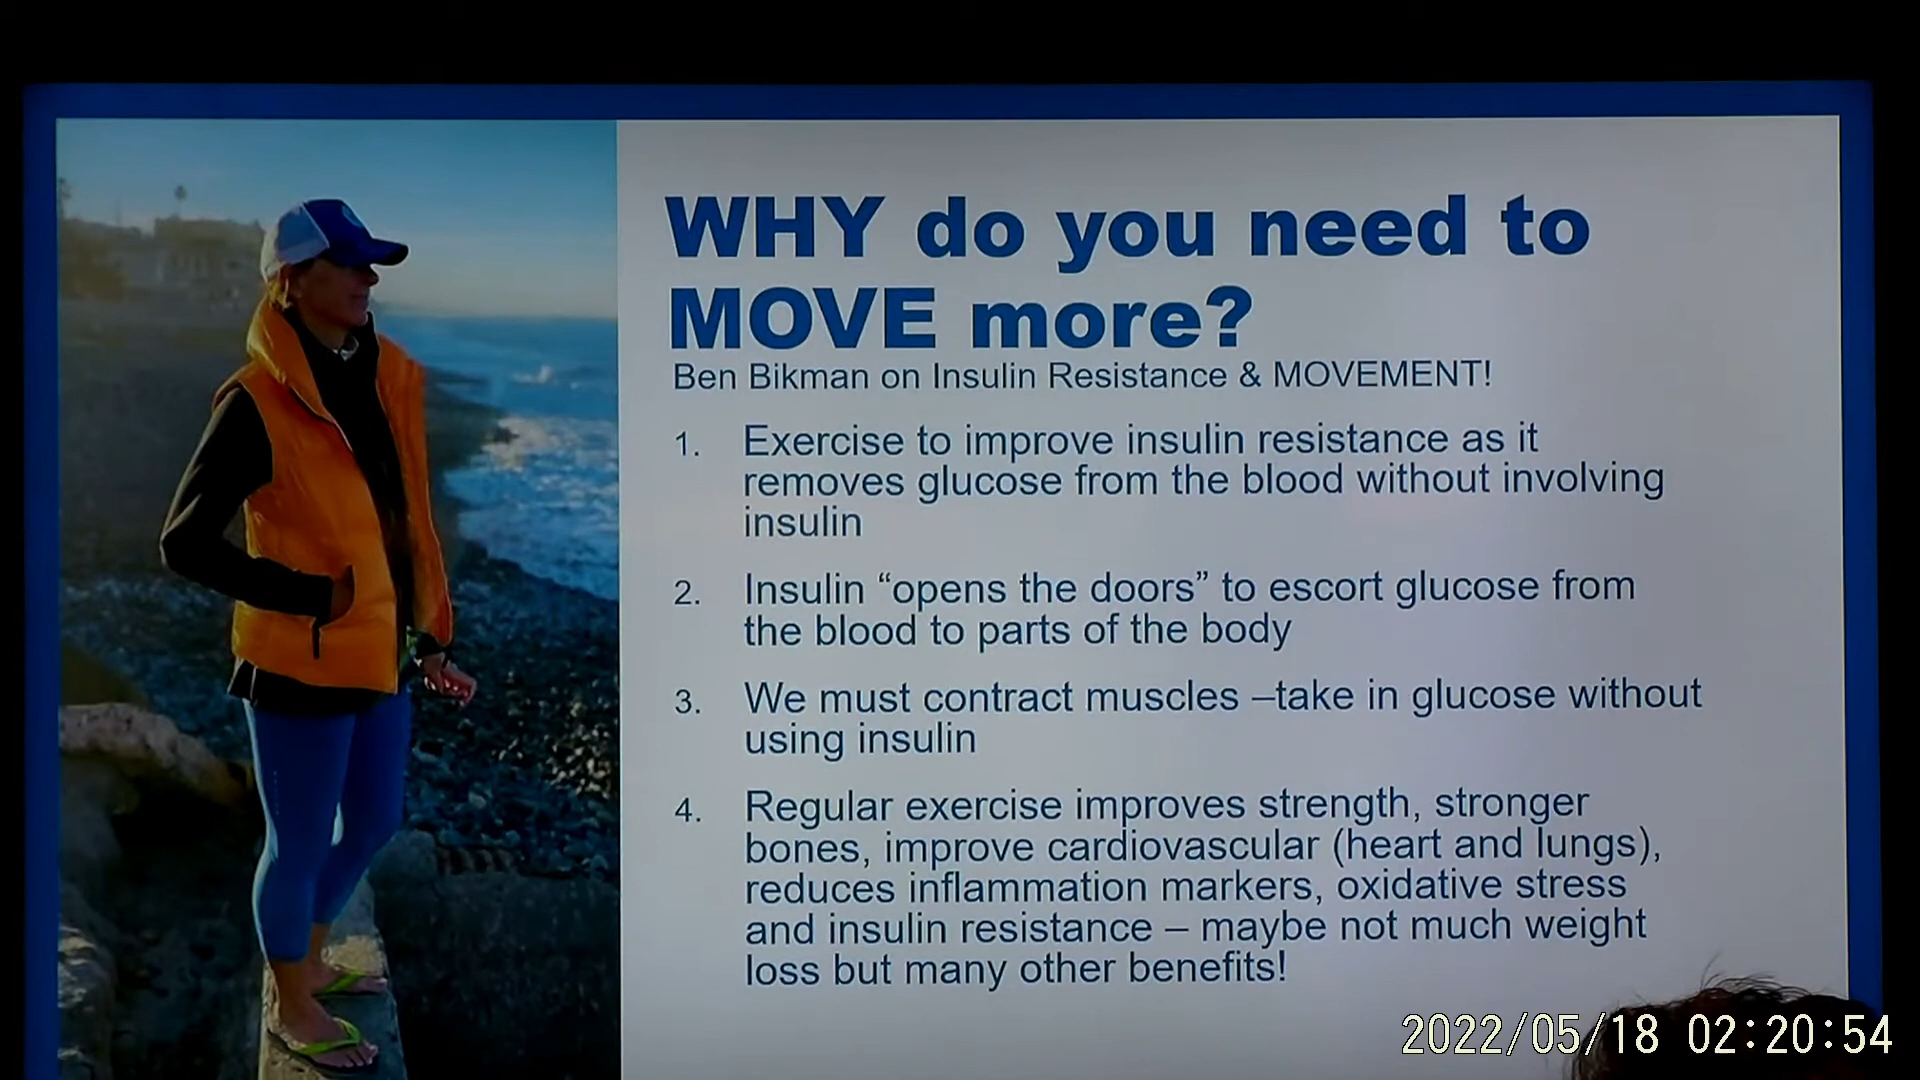 WHY do you need to
MOVE more?
Ben Bikman on Insulin Resistance & MOVEMENT!
1. Exercise to improve insulin resistance as it
removes glucose from the blood without involving
insulin
2. Insulin “opens the doors” to escort glucose from
the blood to parts of the body
3. We must contract muscles –take in glucose without
using insulin
4. Regular exercise improves strength, stronger
bones, improve cardiovascular (heart and lungs),
reduces inflammation markers, oxidative stress
and insulin resistance – maybe not much weight
loss but many other benefits!
2022/05/18 02:20:54